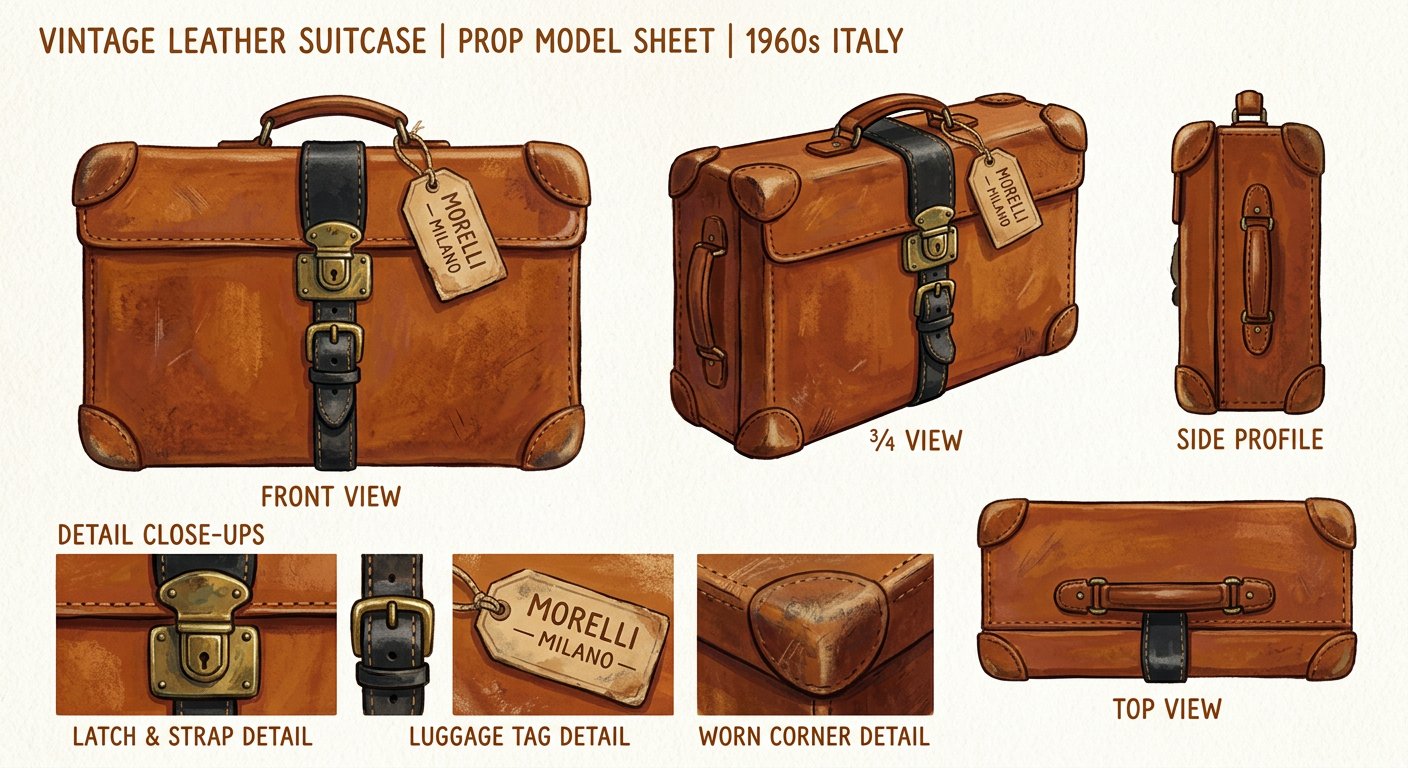 VINTAGE LEATHER SUITCASE | PROP MODEL SHEET | 1960s ITALY
MORELLI
— MILANO
FRONT VIEW
MORELLI
— MILANO
¾ VIEW
SIDE PROFILE
DETAIL CLOSE-UPS
LATCH & STRAP DETAIL
MORELLI
— MILANO —
LUGGAGE TAG DETAIL
WORN CORNER DETAIL
TOP VIEW